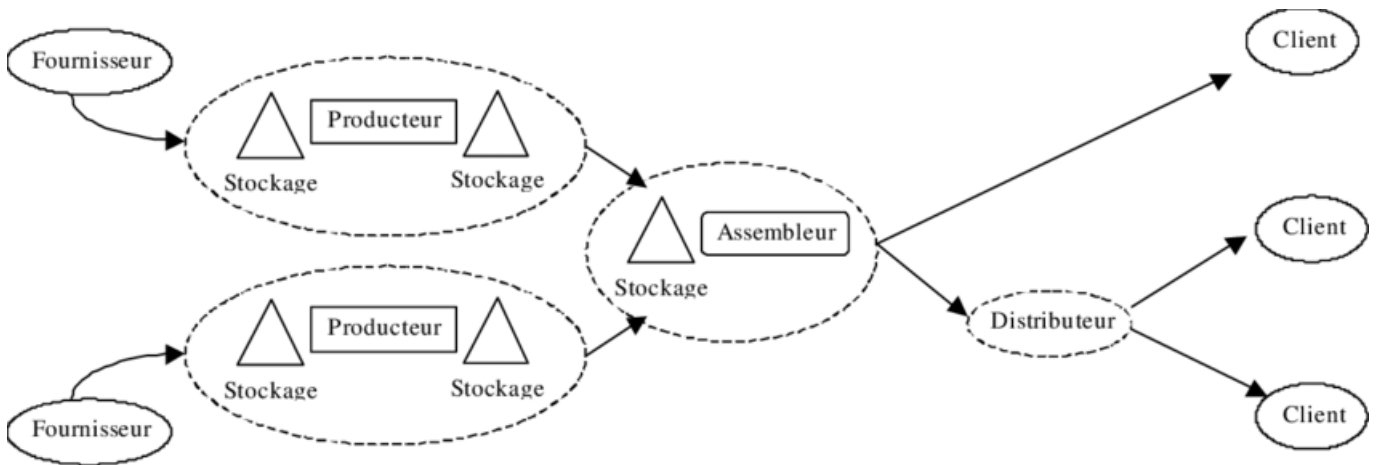 Fournisseur
Producteur
Stockage
Stockage
Producteur
Stockage
Stockage
Fournisseur
Assembleur
Stockage
Distributeur
Client
Client
Client